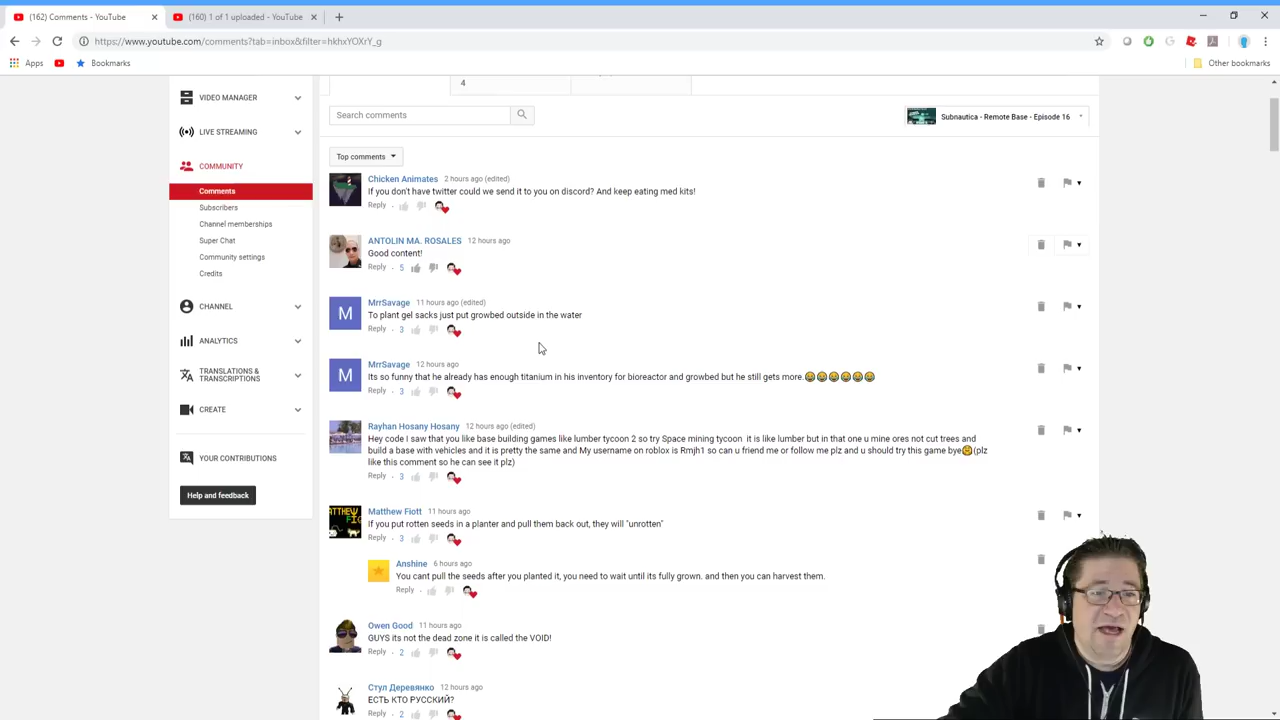 (162) Comments - YouTube
(160) 1 of 1 uploaded - YouTube
https://www.youtube.com/comments?tab=inbox&filter=hkhxYOXrY_g
Apps
Bookmarks
Other bookmarks
VIDEO MANAGER
LIVE STREAMING
COMMUNITY
Comments
Subscribers
Channel memberships
Super Chat
Community settings
Credits
CHANNEL
ANALYTICS
TRANSLATIONS &
TRANSCRIPTIONS
CREATE
YOUR CONTRIBUTIONS
Help and feedback
4
Search comments
Subnautica - Remote Base - Episode 16
Top comments
Chicken Animates 2 hours ago (edited)
If you don't have twitter could we send it to you on discord? And keep eating med kits!
Reply
ANTOLIN MA. ROSALES 12 hours ago
Good content!
Reply · 5
M
MrrSavage 11 hours ago (edited)
To plant gel sacks just put growbed outside in the water
Reply · 3
M
MrrSavage 12 hours ago
Its so funny that he already has enough titanium in his inventory for bioreactor and growbed but he still gets more.😂😂😂😂😂😂
Reply · 3
Rayhan Hosany Hosany 12 hours ago (edited)
Hey code I saw that you like base building games like lumber tycoon 2 so try Space mining tycoon it is like lumber but in that one u mine ores not cut trees and
build a base with vehicles and it is pretty the same and My username on roblox is Rmjh1 so can u friend me or follow me plz and u should try this game bye (plz
like this comment so he can see it plz)
Reply · 3
Matthew Fiott 11 hours ago
If you put rotten seeds in a planter and pull them back out, they will "unrotten"
Reply · 3
Anshine 6 hours ago
You cant pull the seeds after you planted it, you need to wait until its fully grown. and then you can harvest them.
Reply
Owen Good 11 hours ago
GUYS its not the dead zone it is called the VOID!
Reply · 2
Стул Деревянко 12 hours ago
ЕСТЬ КТО РУССКИЙ?
Reply · 2